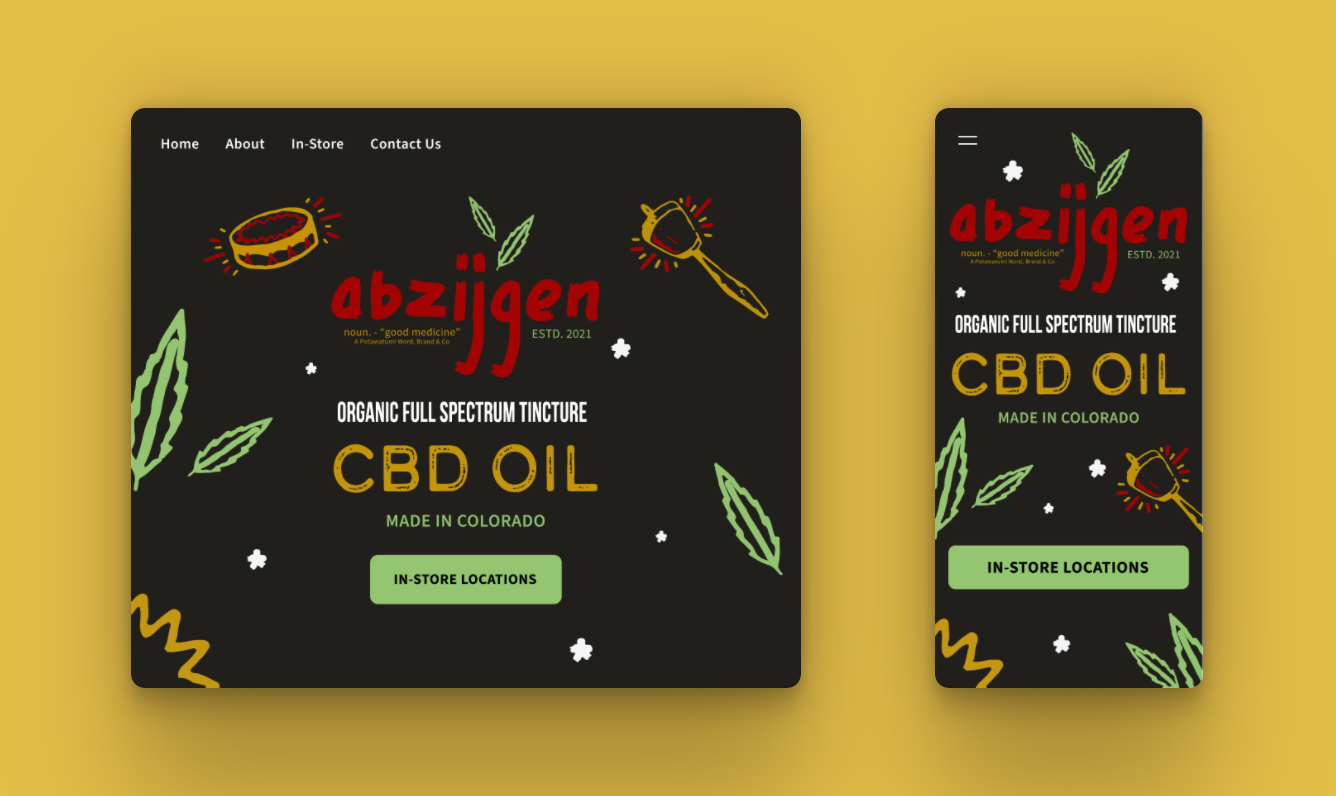 Home About In-Store Contact Us
abzijgen
noun. - "good medicine"
A Potawatomi Word, Brand & Co
ESTD. 2021
ORGANIC FULL SPECTRUM TINCTURE
CBD OIL
MADE IN COLORADO
IN-STORE LOCATIONS
abzijgen
noun. - "good medicine"
A Potawatomi Word, Brand & Co
ESTD. 2021
ORGANIC FULL SPECTRUM TINCTURE
CBD OIL
MADE IN COLORADO
IN-STORE LOCATIONS